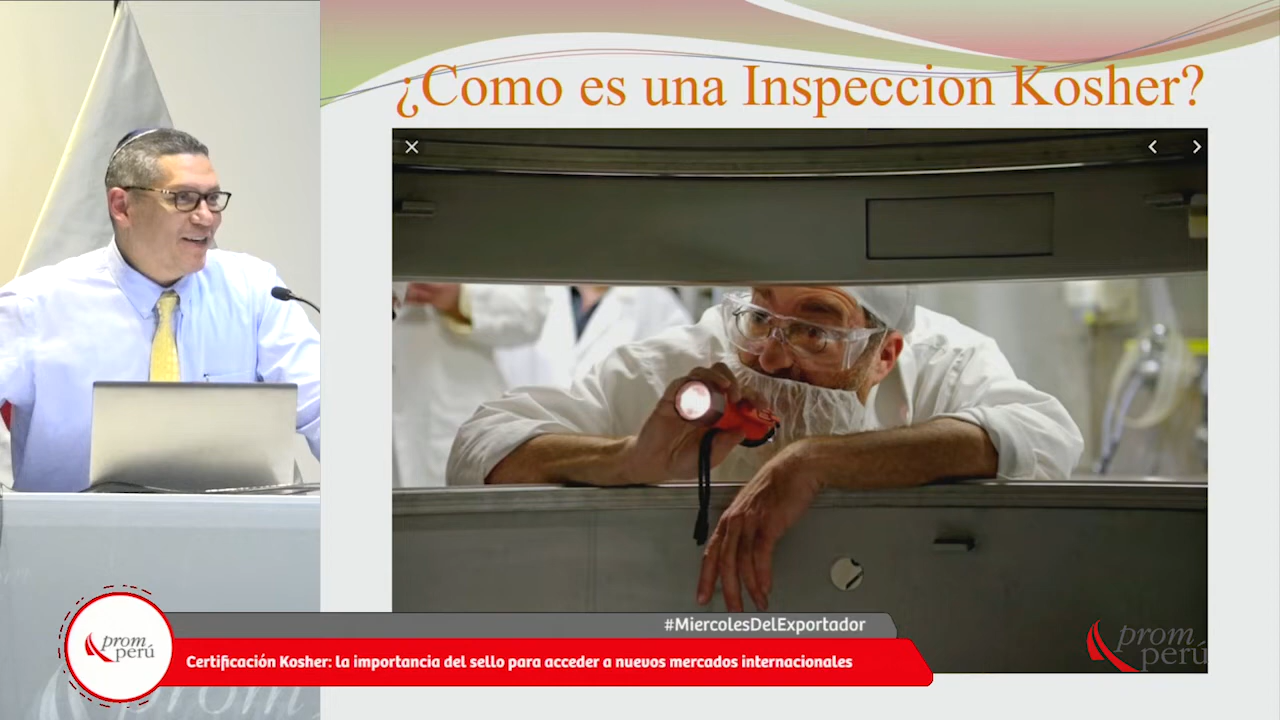 ¿Como es una Inspeccion Kosher?
#MiercolesDelExportador
Certificación Kosher: la importancia del sello para acceder a nuevos mercados internacionales
prom
perú
prom
perú
prom